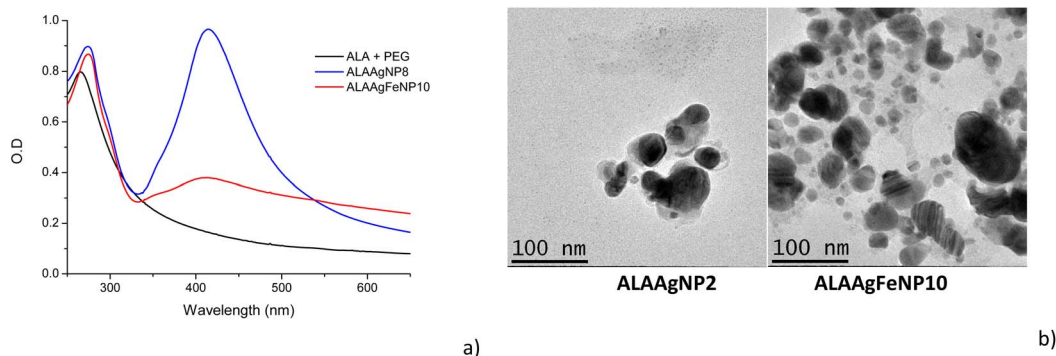 1.0
0.8
0.6
0.4
0.2
0.0
O.D
ALA + PEG
ALAAgNP8
ALAAgFeNP10
300 400 500 600
Wavelength (nm)
a)
100 nm
100 nm
ALAAgNP2
ALAAgFeNP10
b)